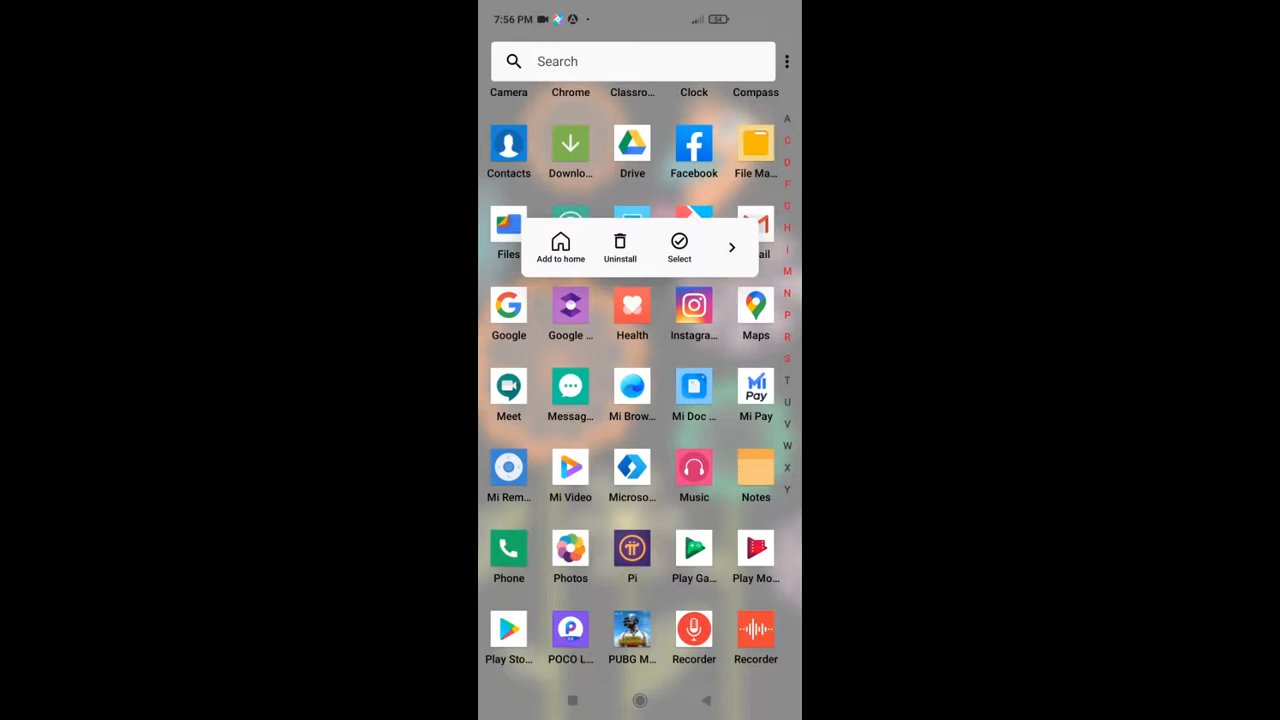 7:56 PM 54
Search
Camera Chrome Classro... Clock Compass
A
Contacts Downlo... Drive Facebook File Ma...
C
D
F
G
H
I
M
N
P
R
S
T
U
V
W
X
Y
Files ail
Add to home Uninstall Select
Google Google ... Health Instagra... Maps
Meet Messag... Mi Brow... Mi Doc ... Mi Pay
Mi Rem... Mi Video Microso... Music Notes
Phone Photos Pi Play Ga... Play Mo...
Play Sto... POCO L... PUBG M... Recorder Recorder